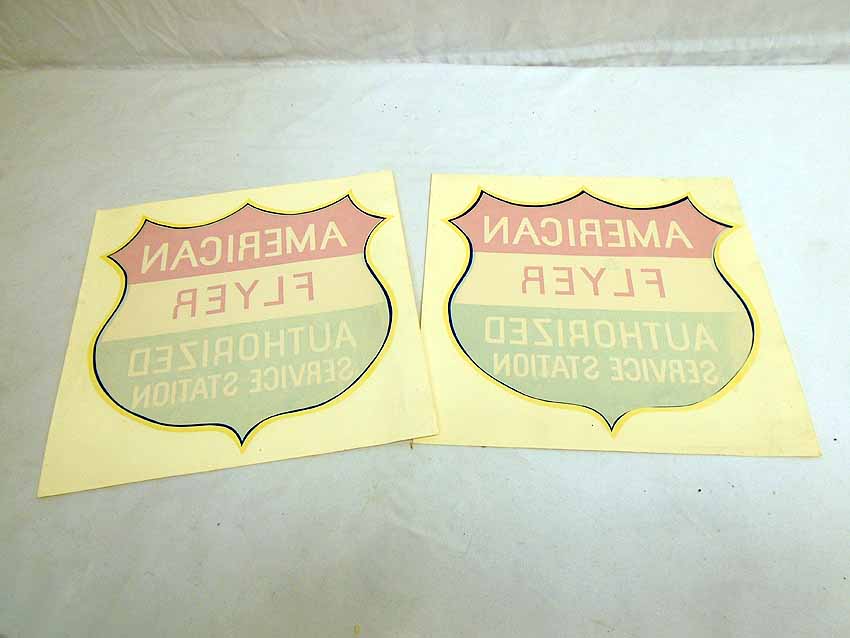 AMERICAN
FLYER
AUTHORIZED
SERVICE STATION
AMERICAN
FLYER
AUTHORIZED
SERVICE STATION